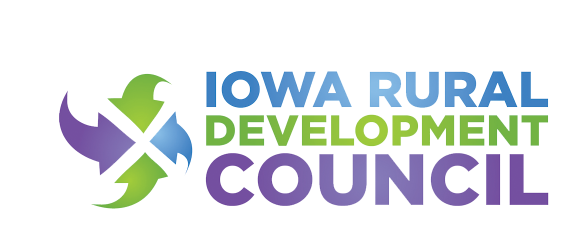 IOWA RURAL
DEVELOPMENT
COUNCIL